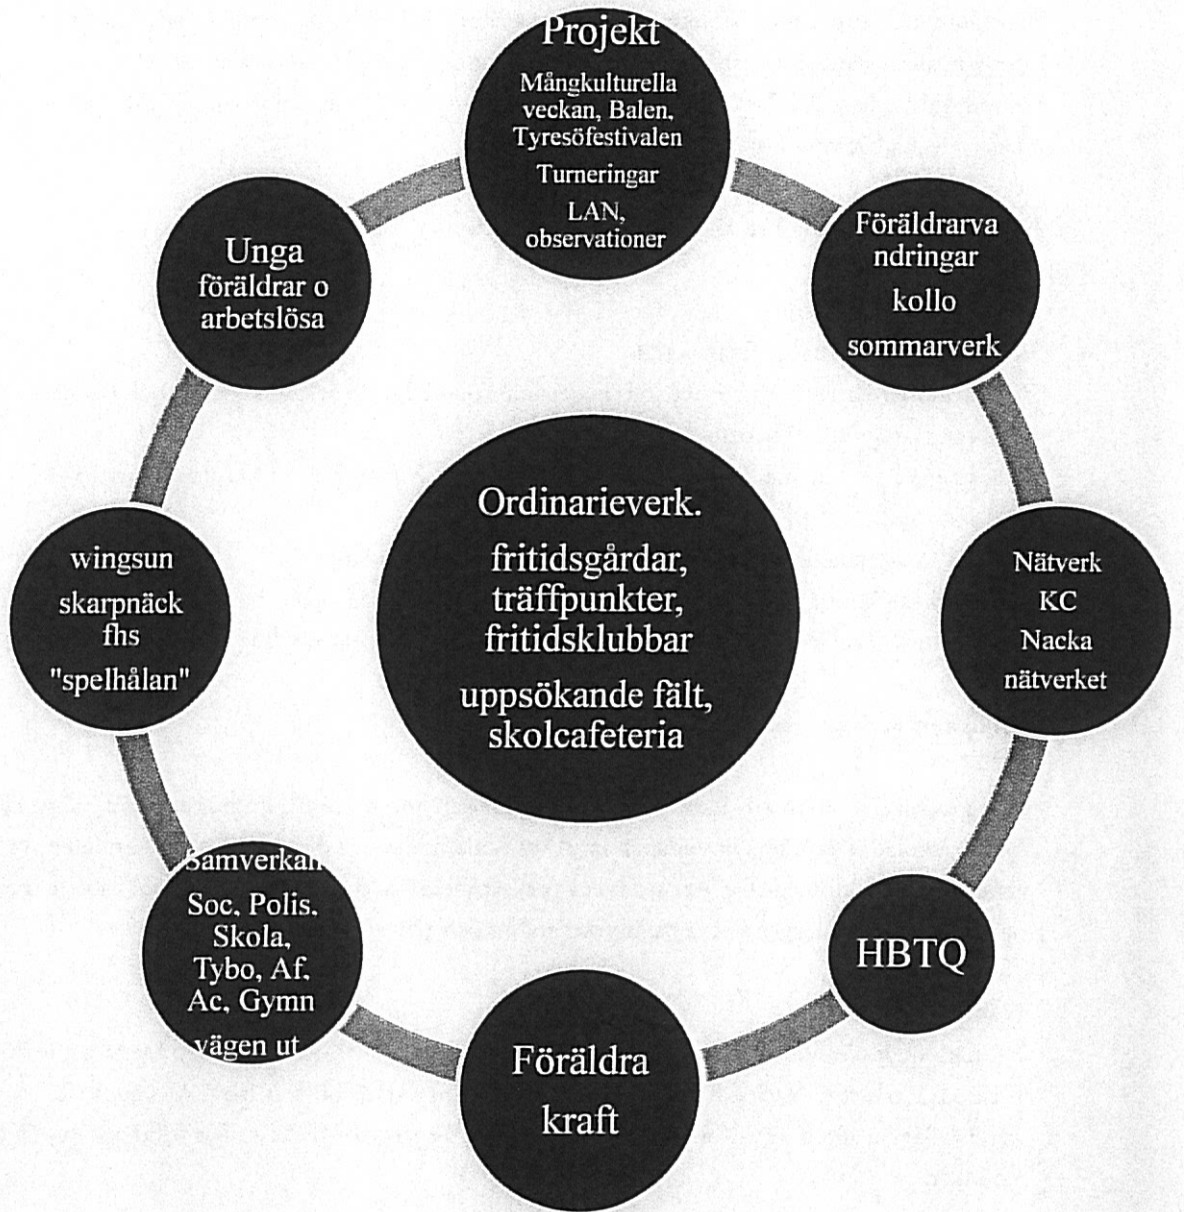 Projekt
Mångkulturella
veckan, Balen,
Tyresöfestivalen
Turneringar
LAN,
observationer
Föräldrarva
ndringar
kollo
sommarverk
Nätverk
KC
Nacka
nätverket
HBTQ
Föräldra
kraft
Samverkan
Soc, Polis,
Skola,
Tybo, Af,
Ac, Gymn
vägen ut
wingsun
skarpnäck
fhs
"spelhålan"
Unga
föräldrar o
arbetslösa
Ordinarieverk.
fritidsgårdar,
träffpunkter,
fritidsklubbar
uppsökande fält,
skolcafeteria